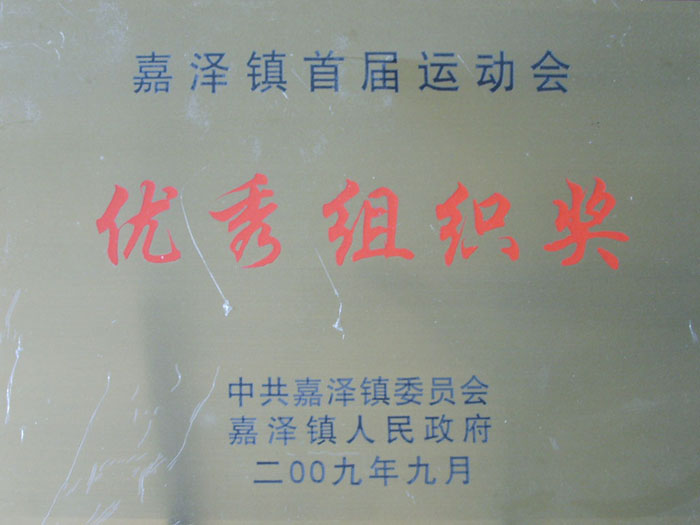 嘉泽镇首届运动会
优秀组织奖
中共嘉泽镇委员会
嘉泽镇人民政府
二00九年九月